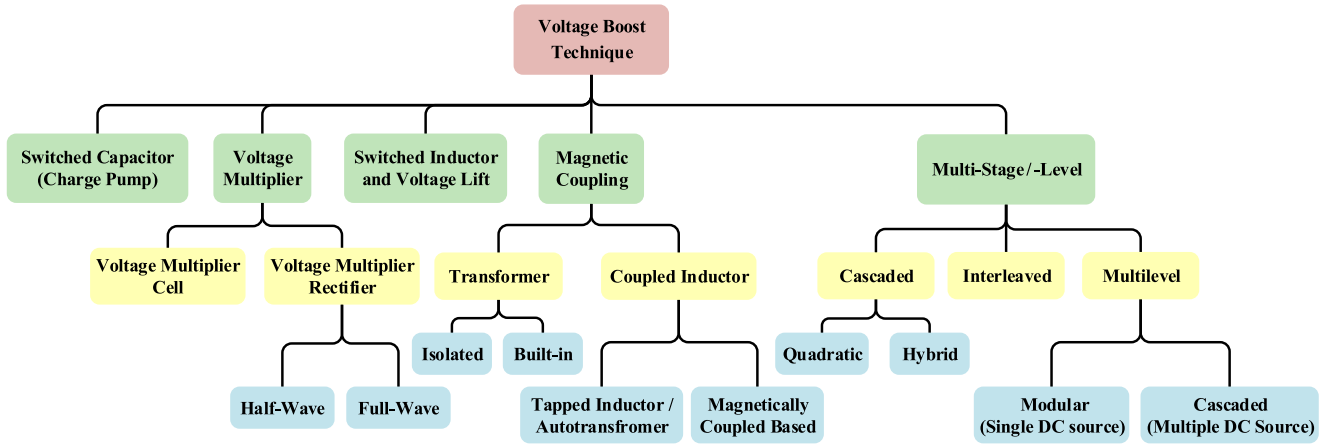 Voltage Boost
Technique
Switched Capacitor
(Charge Pump)
Voltage
Multiplier
Switched Inductor
and Voltage Lift
Magnetic
Coupling
Multi-Stage/-Level
Voltage Multiplier
Cell
Voltage Multiplier
Rectifier
Transformer
Coupled Inductor
Cascaded
Interleaved
Multilevel
Isolated
Built-in
Quadratic
Hybrid
Half-Wave
Full-Wave
Tapped Inductor /
Autotransfromer
Magnetically
Coupled Based
Modular
(Single DC source)
Cascaded
(Multiple DC Source)